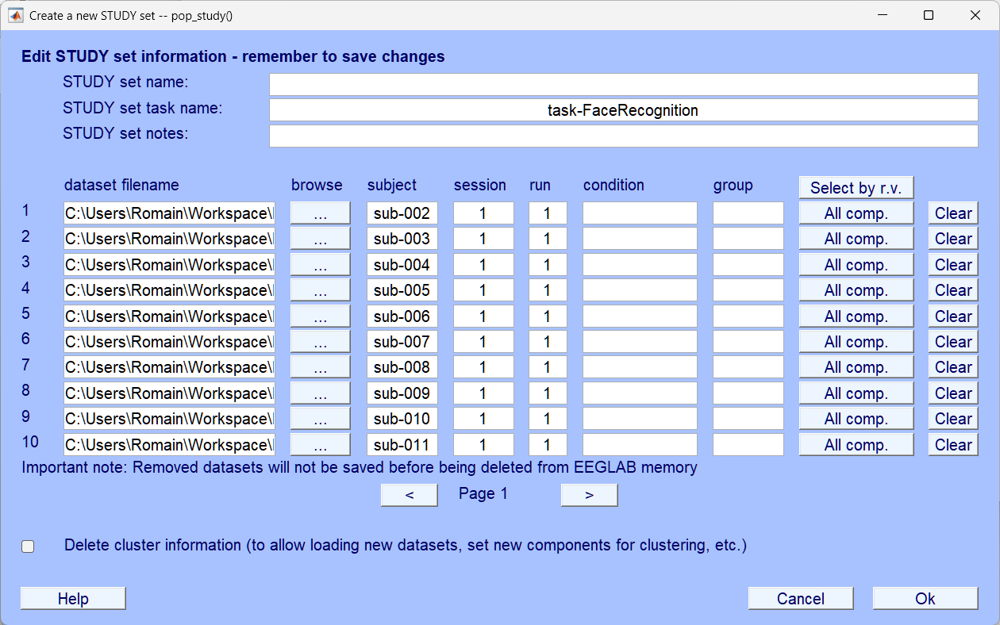 Create a new STUDY set -- pop_study()
Edit STUDY set information - remember to save changes
STUDY set name:
STUDY set task name: task-FaceRecognition
STUDY set notes:
dataset filename browse subject session run condition group Select by r.v.
1 C:\Users\Romain\Workspace\ ... sub-002 1 1 All comp. Clear
2 C:\Users\Romain\Workspace\ ... sub-003 1 1 All comp. Clear
3 C:\Users\Romain\Workspace\ ... sub-004 1 1 All comp. Clear
4 C:\Users\Romain\Workspace\ ... sub-005 1 1 All comp. Clear
5 C:\Users\Romain\Workspace\ ... sub-006 1 1 All comp. Clear
6 C:\Users\Romain\Workspace\ ... sub-007 1 1 All comp. Clear
7 C:\Users\Romain\Workspace\ ... sub-008 1 1 All comp. Clear
8 C:\Users\Romain\Workspace\ ... sub-009 1 1 All comp. Clear
9 C:\Users\Romain\Workspace\ ... sub-010 1 1 All comp. Clear
10 C:\Users\Romain\Workspace\ ... sub-011 1 1 All comp. Clear
Important note: Removed datasets will not be saved before being deleted from EEGLAB memory
< Page 1 >
Delete cluster information (to allow loading new datasets, set new components for clustering, etc.)
Help Cancel Ok